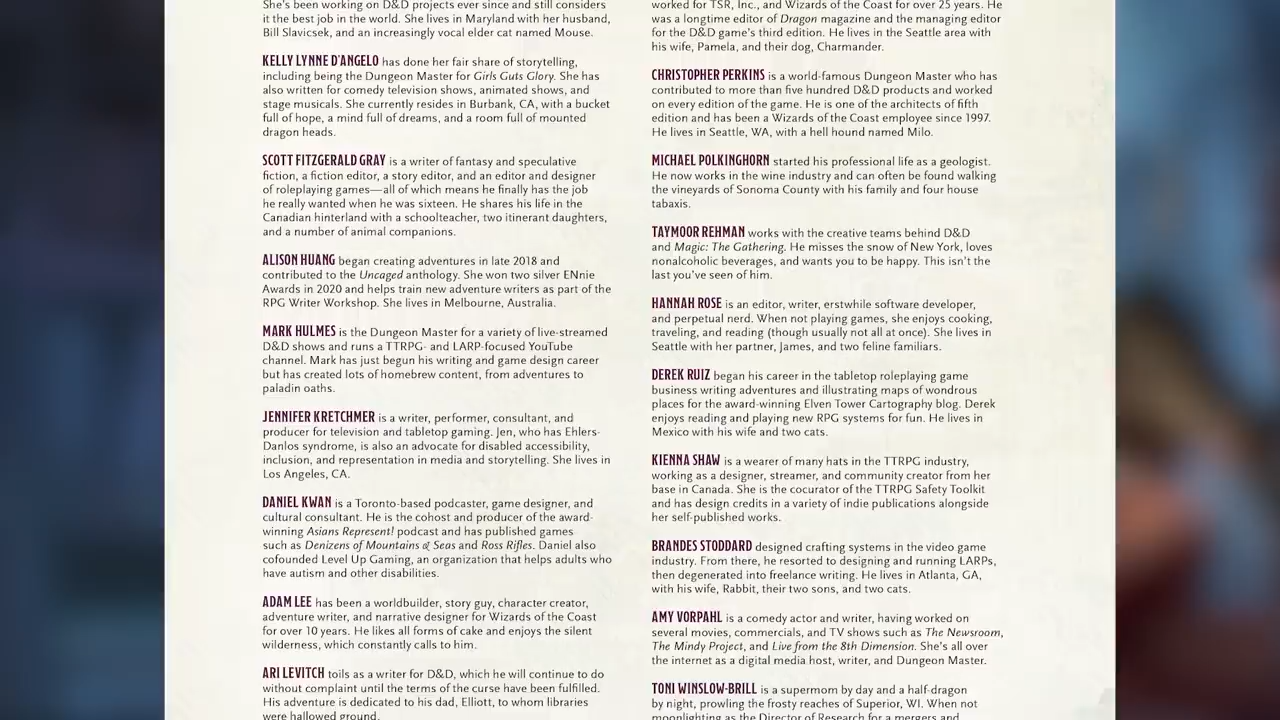 She's been working on D&D projects ever since and still considers
it the best job in the world. She lives in Maryland with her husband,
Bill Slavicsek, and an increasingly vocal elder cat named Mouse.
KELLY LYNNE D'ANGELO has done her fair share of storytelling,
including being the Dungeon Master for Girls Guts Glory. She has
also written for comedy television shows, animated shows, and
stage musicals. She currently resides in Burbank, CA, with a bucket
full of hope, a mind full of dreams, and a room full of mounted
dragon heads.
SCOTT FITZGERALD GRAY is a writer of fantasy and speculative
fiction, a fiction editor, a story editor, and an editor and designer
of roleplaying games—all of which means he finally has the job
he really wanted when he was sixteen. He shares his life in the
Canadian hinterland with a schoolteacher, two itinerant daughters,
and a number of animal companions.
ALISON HUANG began creating adventures in late 2018 and
contributed to the Uncaged anthology. She won two silver ENnie
Awards in 2020 and helps train new adventure writers as part of the
RPG Writer Workshop. She lives in Melbourne, Australia.
MARK HULMES is the Dungeon Master for a variety of live-streamed
D&D shows and runs a TTRPG- and LARP-focused YouTube
channel. Mark has just begun his writing and game design career
but has created lots of homebrew content, from adventures to
paladin oaths.
JENNIFER KRETCHMER is a writer, performer, consultant, and
producer for television and tabletop gaming. Jen, who has Ehlers-
Danlos syndrome, is also an advocate for disabled accessibility,
inclusion, and representation in media and storytelling. She lives in
Los Angeles, CA.
DANIEL KWAN is a Toronto-based podcaster, game designer, and
cultural consultant. He is the cohost and producer of the award-
winning Asians Represent! podcast and has published games
such as Denizens of Mountains & Seas and Ross Rifles. Daniel also
cofounded Level Up Gaming, an organization that helps adults who
have autism and other disabilities.
ADAM LEE has been a worldbuilder, story guy, character creator,
adventure writer, and narrative designer for Wizards of the Coast
for over 10 years. He likes all forms of cake and enjoys the silent
wilderness, which constantly calls to him.
ARI LEVITCH toils as a writer for D&D, which he will continue to do
without complaint until the terms of the curse have been fulfilled.
His adventure is dedicated to his dad, Elliott, to whom libraries
were hallowed ground.
worked for TSR, Inc., and Wizards of the Coast for over 25 years. He
was a longtime editor of Dragon magazine and the managing editor
for the D&D game's third edition. He lives in the Seattle area with
his wife, Pamela, and their dog, Charmander.
CHRISTOPHER PERKINS is a world-famous Dungeon Master who has
contributed to more than five hundred D&D products and worked
on every edition of the game. He is one of the architects of fifth
edition and has been a Wizards of the Coast employee since 1997.
He lives in Seattle, WA, with a hell hound named Milo.
MICHAEL POLKINGHORN started his professional life as a geologist.
He now works in the wine industry and can often be found walking
the vineyards of Sonoma County with his family and four house
tabaxis.
TAYMOOR REHMAN works with the creative teams behind D&D
and Magic: The Gathering. He misses the snow of New York, loves
nonalcoholic beverages, and wants you to be happy. This isn't the
last you've seen of him.
HANNAH ROSE is an editor, writer, erstwhile software developer,
and perpetual nerd. When not playing games, she enjoys cooking,
traveling, and reading (though usually not all at once). She lives in
Seattle with her partner, James, and two feline familiars.
DEREK RUIZ began his career in the tabletop roleplaying game
business writing adventures and illustrating maps of wondrous
places for the award-winning Elven Tower Cartography blog. Derek
enjoys reading and playing new RPG systems for fun. He lives in
Mexico with his wife and two cats.
KIENNA SHAW is a wearer of many hats in the TTRPG industry,
working as a designer, streamer, and community creator from her
base in Canada. She is the cocurator of the TTRPG Safety Toolkit
and has design credits in a variety of indie publications alongside
her self-published works.
BRANDES STODDARD designed crafting systems in the video game
industry. From there, he resorted to designing and running LARPs,
then degenerated into freelance writing. He lives in Atlanta, GA,
with his wife, Rabbit, their two sons, and two cats.
AMY VORPAHL is a comedy actor and writer, having worked on
several movies, commercials, and TV shows such as The Newsroom,
The Mindy Project, and Live from the 8th Dimension. She's all over
the internet as a digital media host, writer, and Dungeon Master.
TONI WINSLOW-BRILL is a supermom by day and a half-dragon
by night, prowling the frosty reaches of Superior, WI. When not
moonlighting as the Director of Research for a mergers and